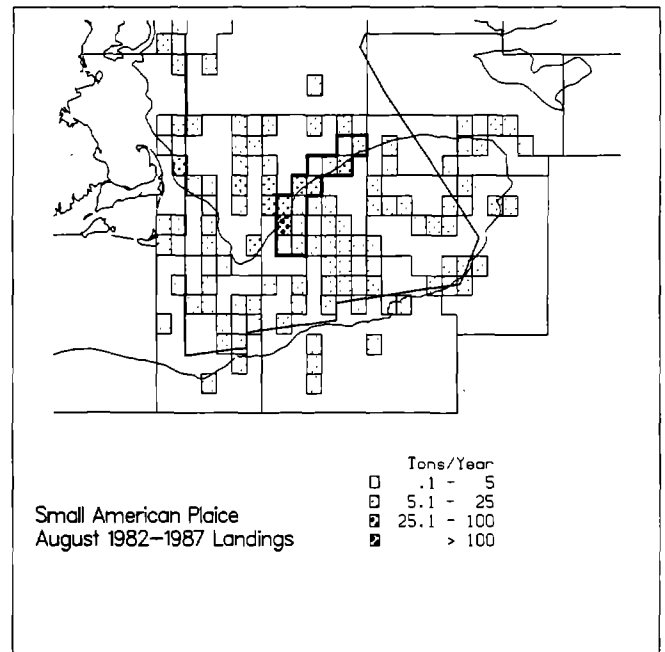 Tons/Year
.1 - 5
5.1 - 25
25.1 - 100
> 100
Small American Plaice
August 1982-1987 Landings